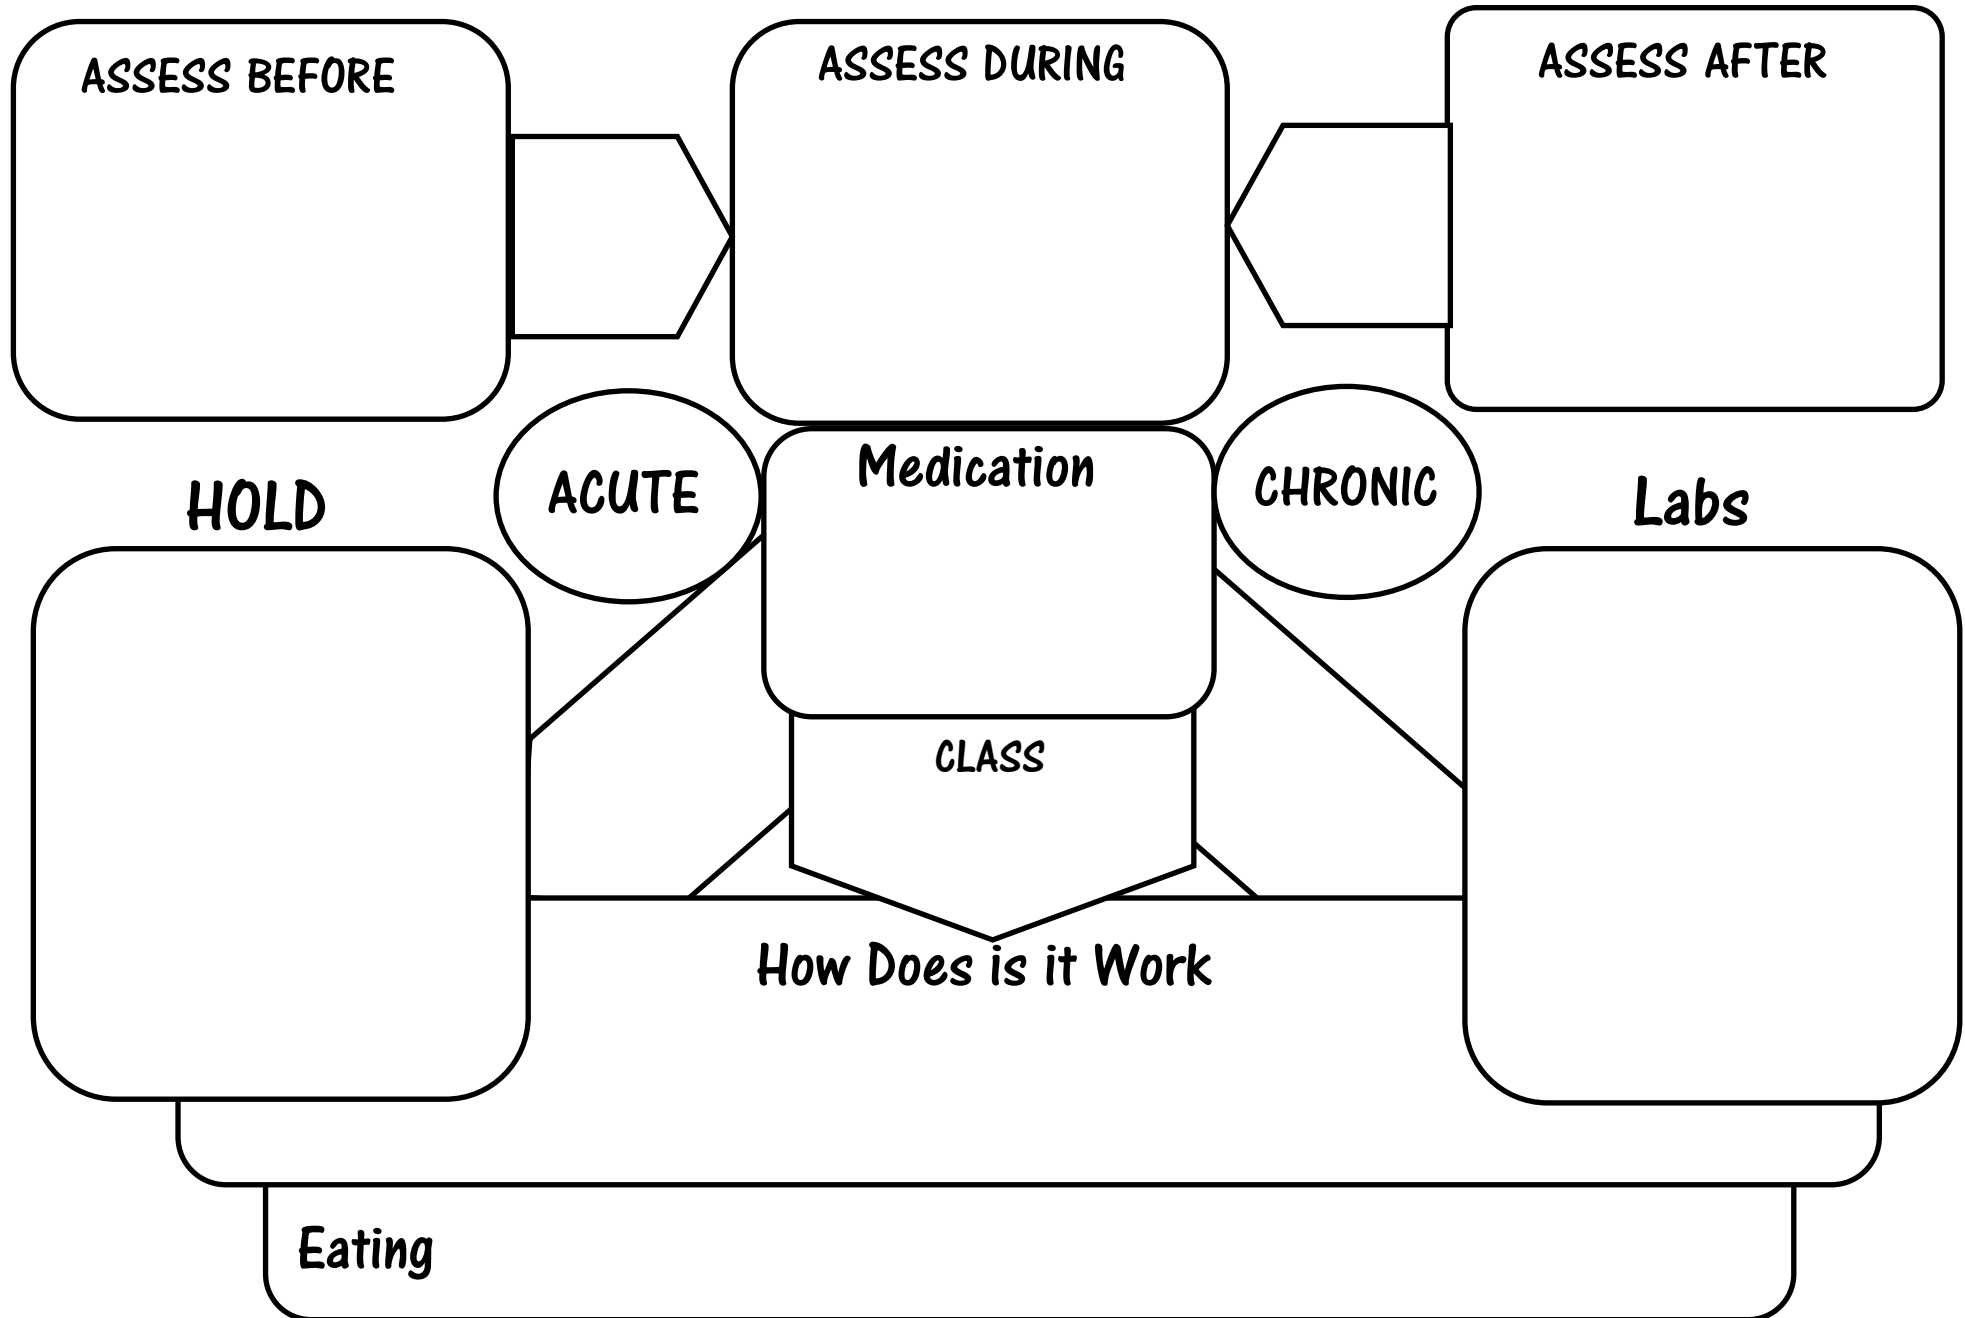 ASSESS BEFORE
ASSESS DURING
ASSESS AFTER
HOLD
ACUTE
Medication
CHRONIC
Labs
CLASS
How Does is it Work
Eating